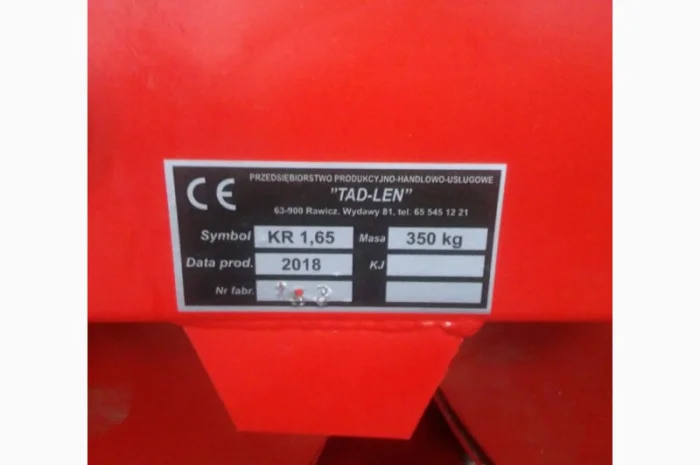 CE
PRZEDSIĘBIORSTWO PRODUKCYJNO-HANDLOWO-USŁUGOWE
"TAD-LEN"
63-900 Rawicz, Wydawy 81, tel. 65 545 12 21
Symbol KR 1,65 Masa 350 kg
Data prod. 2018 KJ
Nr fabr.